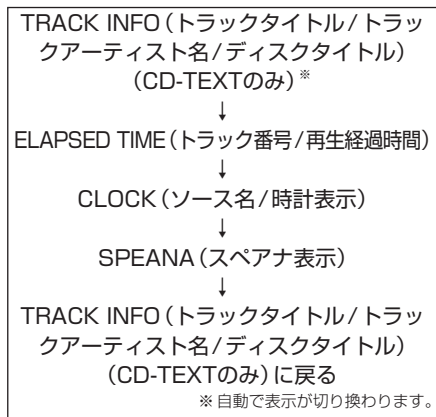 TRACK INFO（トラックタイトル/トラッ
クアーティスト名/ディスクタイトル）
（CD-TEXTのみ）※
↓
ELAPSED TIME（トラック番号/再生経過時間）
↓
CLOCK（ソース名/時計表示）
↓
SPEANA（スペアナ表示）
↓
TRACK INFO（トラックタイトル/トラッ
クアーティスト名/ディスクタイトル）
（CD-TEXTのみ）に戻る
※自動で表示が切り換わります。